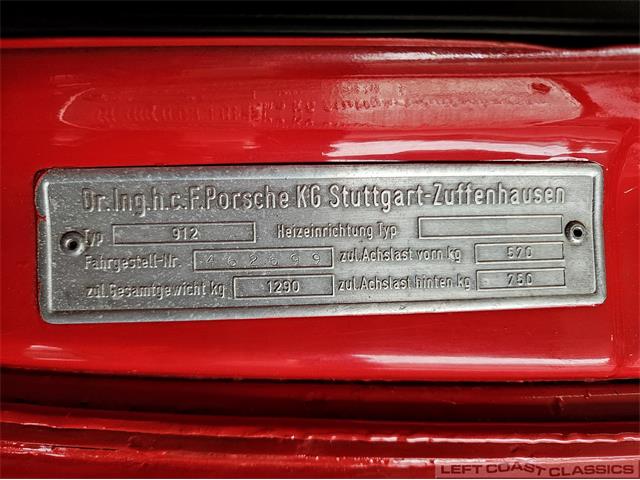 Dr.Ing.h.c.F.Porsche KG Stuttgart-Zuffenhausen
Typ 912 Heizeinrichtung Typ
Fahrgestell-Nr. 462699 zul.Achslast vorn kg 570
zul.Gesamtgewicht kg 1290 zul.Achslast hinten kg 750
LEFT COAST CLASSICS